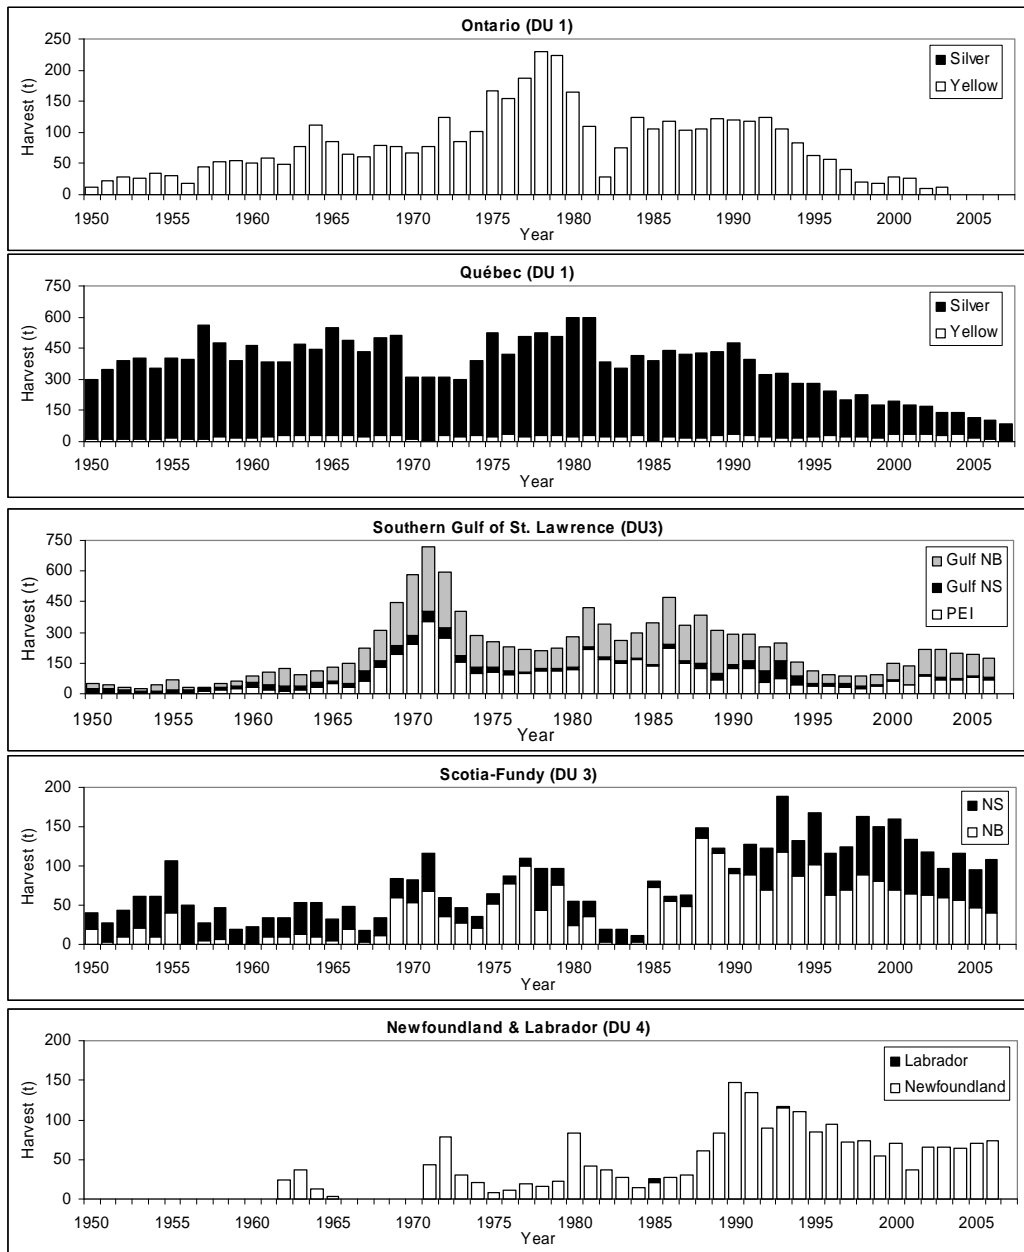 Ontario (DU 1)
250
200
150
100
50
0
Harvest (t)
Silver
Yellow
1950 1955 1960 1965 1970 1975 1980 1985 1990 1995 2000 2005
Year
Québec (DU 1)
750
600
450
300
150
0
Harvest (t)
Silver
Yellow
1950 1955 1960 1965 1970 1975 1980 1985 1990 1995 2000 2005
Year
Southern Gulf of St. Lawrence (DU3)
750
600
450
300
150
0
Harvest (t)
Gulf NB
Gulf NS
PEI
1950 1955 1960 1965 1970 1975 1980 1985 1990 1995 2000 2005
Year
Scotia-Fundy (DU 3)
200
150
100
50
0
Harvest (t)
NS
NB
1950 1955 1960 1965 1970 1975 1980 1985 1990 1995 2000 2005
Year
Newfoundland & Labrador (DU 4)
200
150
100
50
0
Harvest (t)
Labrador
Newfoundland
1950 1955 1960 1965 1970 1975 1980 1985 1990 1995 2000 2005
Year